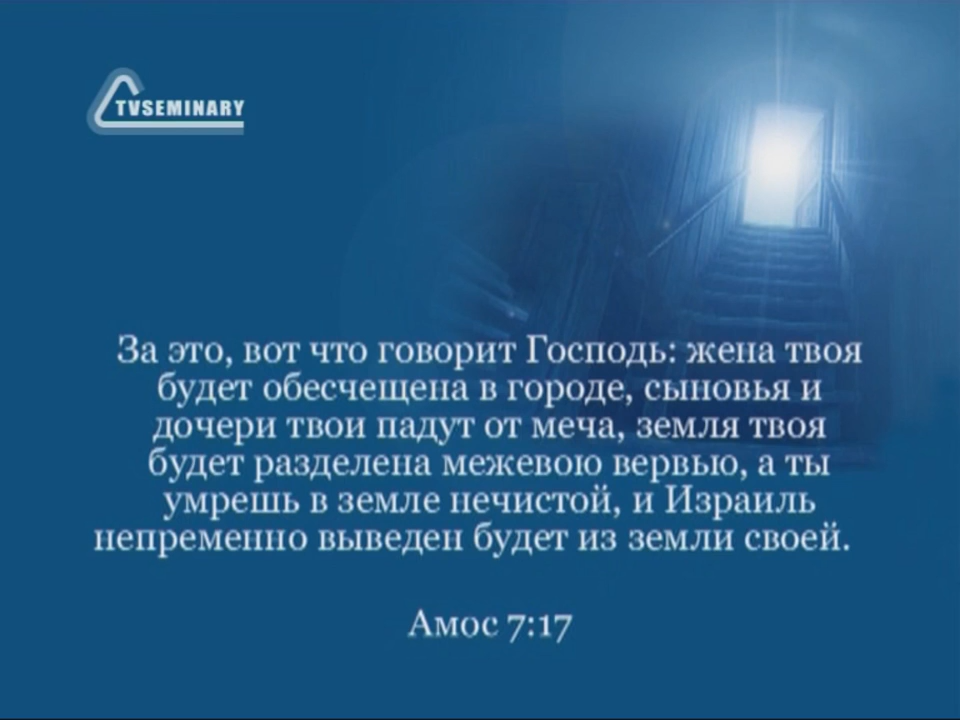 TVSEMINARY
За это, вот что говорит Господь: жена твоя
будет обесчещена в городе, сыновья и
дочери твои падут от меча, земля твоя
будет разделена межевою вервью, а ты
умрешь в земле нечистой, и Израиль
непременно выведен будет из земли своей.
Амос 7:17